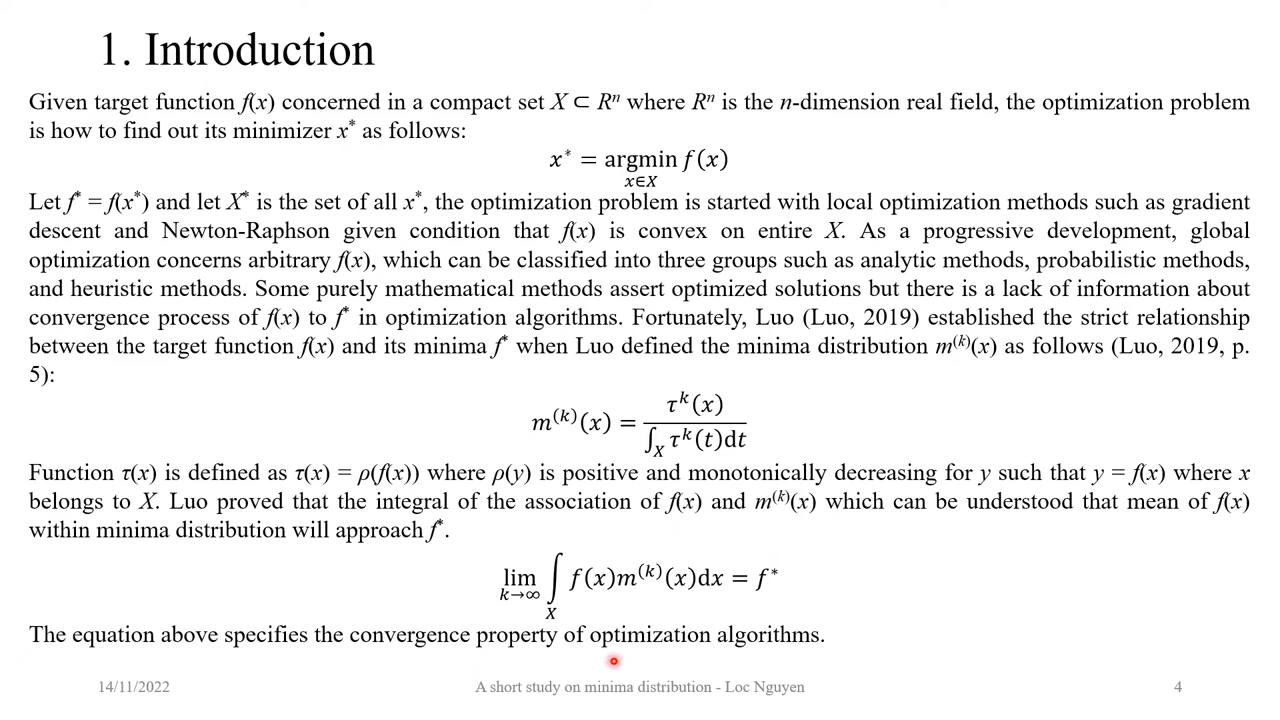 1. Introduction
Given target function f(x) concerned in a compact set X ⊂ Rⁿ where Rⁿ is the n-dimension real field, the optimization problem
is how to find out its minimizer x* as follows:
x* = argmin f(x)
x∈X
Let f* = f(x*) and let X* is the set of all x*, the optimization problem is started with local optimization methods such as gradient
descent and Newton-Raphson given condition that f(x) is convex on entire X. As a progressive development, global
optimization concerns arbitrary f(x), which can be classified into three groups such as analytic methods, probabilistic methods,
and heuristic methods. Some purely mathematical methods assert optimized solutions but there is a lack of information about
convergence process of f(x) to f* in optimization algorithms. Fortunately, Luo (Luo, 2019) established the strict relationship
between the target function f(x) and its minima f* when Luo defined the minima distribution m⁽ᵏ⁾(x) as follows (Luo, 2019, p.
5):
m⁽ᵏ⁾(x) = τᵏ(x) / ∫_X τᵏ(t)dt
Function τ(x) is defined as τ(x) = ρ(f(x)) where ρ(y) is positive and monotonically decreasing for y such that y = f(x) where x
belongs to X. Luo proved that the integral of the association of f(x) and m⁽ᵏ⁾(x) which can be understood that mean of f(x)
within minima distribution will approach f*.
lim k→∞ ∫_X f(x)m⁽ᵏ⁾(x)dx = f*
The equation above specifies the convergence property of optimization algorithms.
14/11/2022 A short study on minima distribution - Loc Nguyen 4